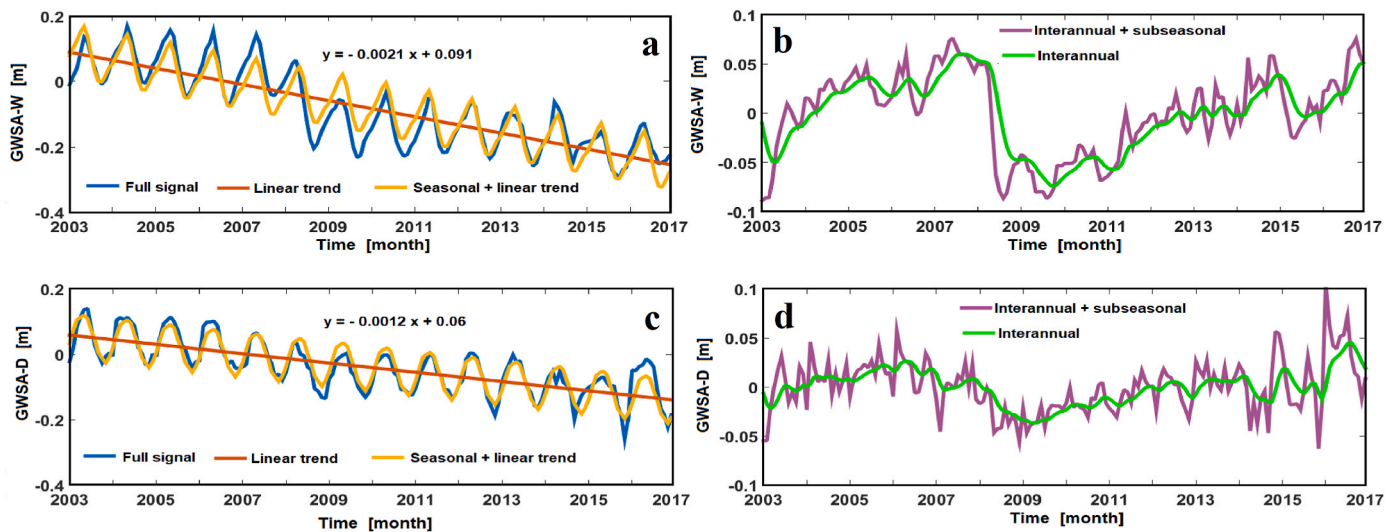 0.2
0
-0.2
-0.4
GWSA-W [m]
a
y = - 0.0021 x + 0.091
Full signal
Linear trend
Seasonal + linear trend
2003 2005 2007 2009 2011 2013 2015 2017
Time [month]
0.1
0.05
0
-0.05
-0.1
GWSA-W [m]
b
Interannual + subseasonal
Interannual
2003 2005 2007 2009 2011 2013 2015 2017
Time [month]
0.2
0
-0.2
-0.4
GWSA-D [m]
c
y = - 0.0012 x + 0.06
Full signal
Linear trend
Seasonal + linear trend
2003 2005 2007 2009 2011 2013 2015 2017
Time [month]
0.1
0.05
0
-0.05
-0.1
GWSA-D [m]
d
Interannual + subseasonal
Interannual
2003 2005 2007 2009 2011 2013 2015 2017
Time [month]